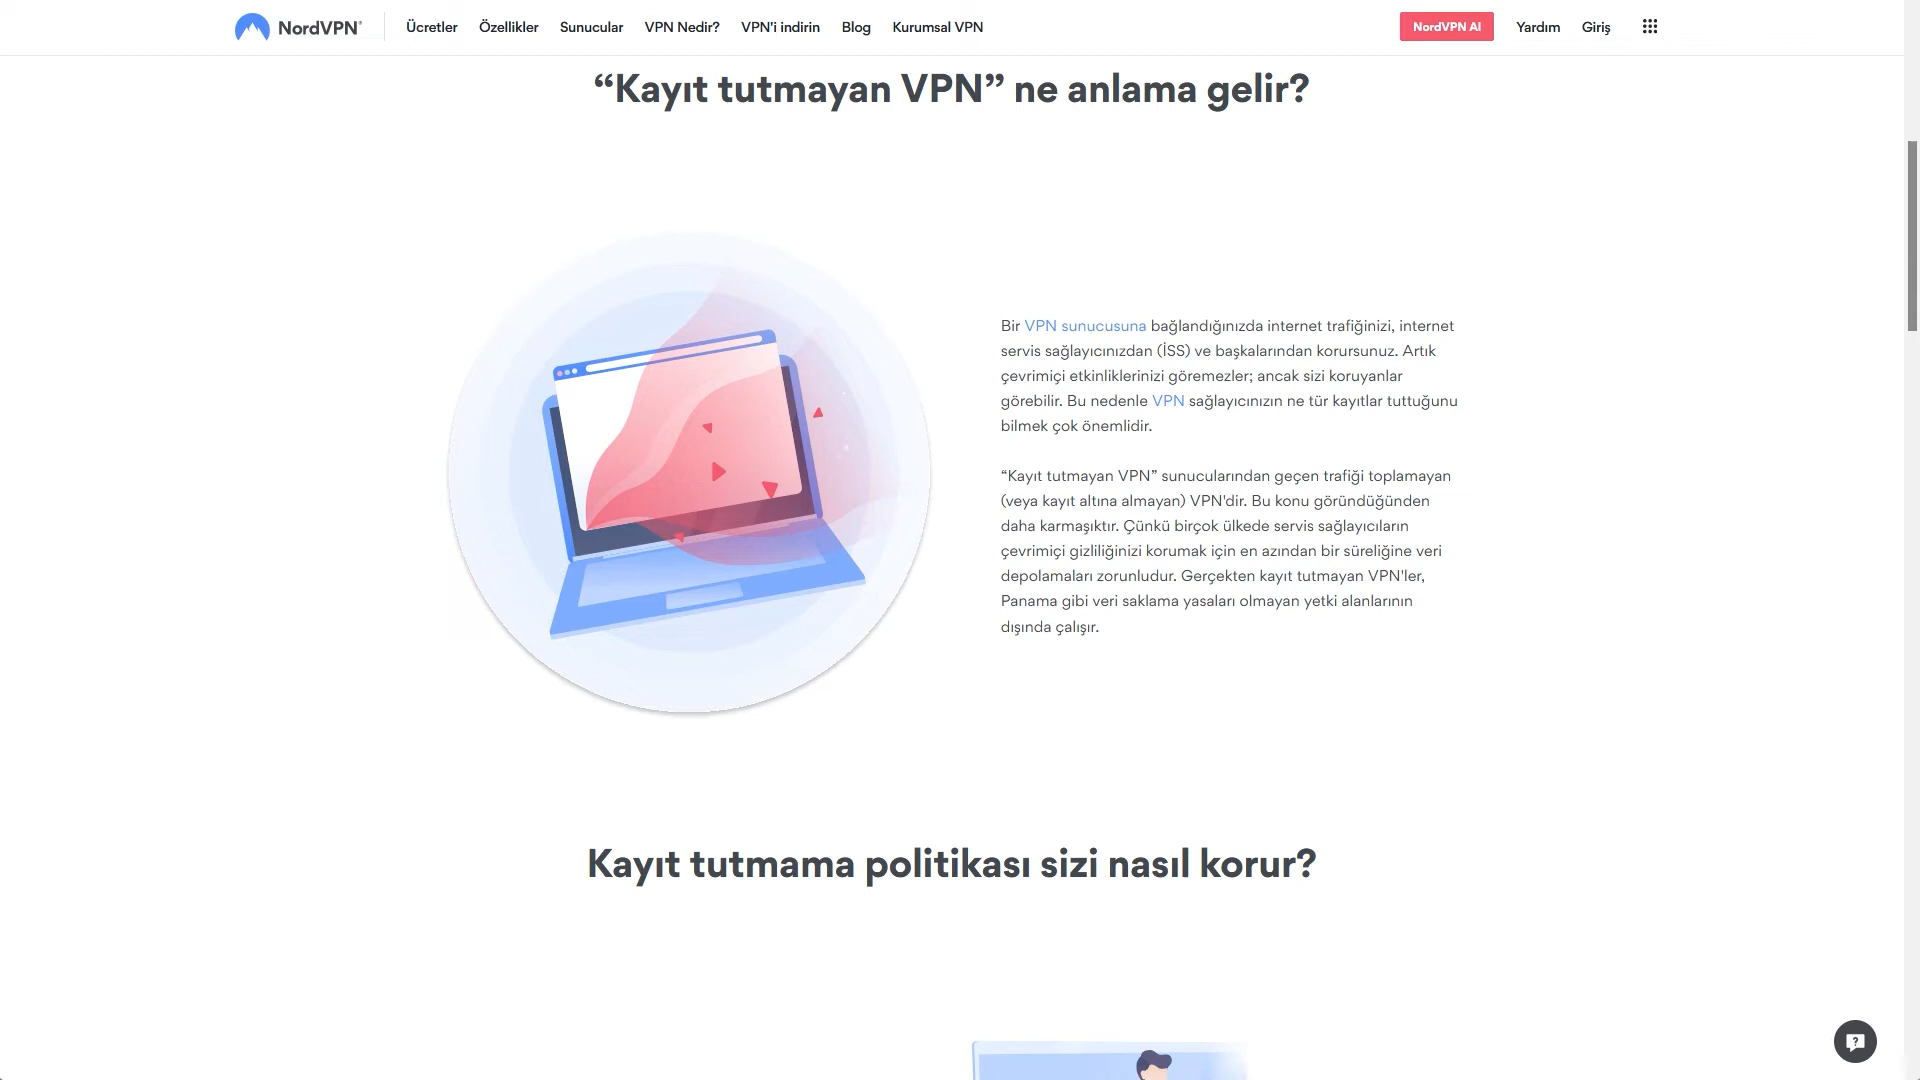 NordVPN®
Ücretler
Özellikler
Sunucular
VPN Nedir?
VPN'i indirin
Blog
Kurumsal VPN
NordVPN Al
Yardım
Giriş
“Kayıt tutmayan VPN” ne anlama gelir?
Bir VPN sunucusuna bağlandığınızda internet trafiğinizi, internet
servis sağlayıcınızdan (İSS) ve başkalarından korursunuz. Artık
çevrimiçi etkinliklerinizi göremezler; ancak sizi koruyanlar
görebilir. Bu nedenle VPN sağlayıcınızın ne tür kayıtlar tuttuğunu
bilmek çok önemlidir.
“Kayıt tutmayan VPN” sunucularından geçen trafiği toplamayan
(veya kayıt altına almayan) VPN'dir. Bu konu göründüğünden
daha karmaşıktır. Çünkü birçok ülkede servis sağlayıcıların
çevrimiçi gizliliğinizi korumak için en azından bir süreliğine veri
depolamaları zorunludur. Gerçekten kayıt tutmayan VPN'ler,
Panama gibi veri saklama yasaları olmayan yetki alanlarının
dışında çalışır.
Kayıt tutmama politikası sizi nasıl korur?
?